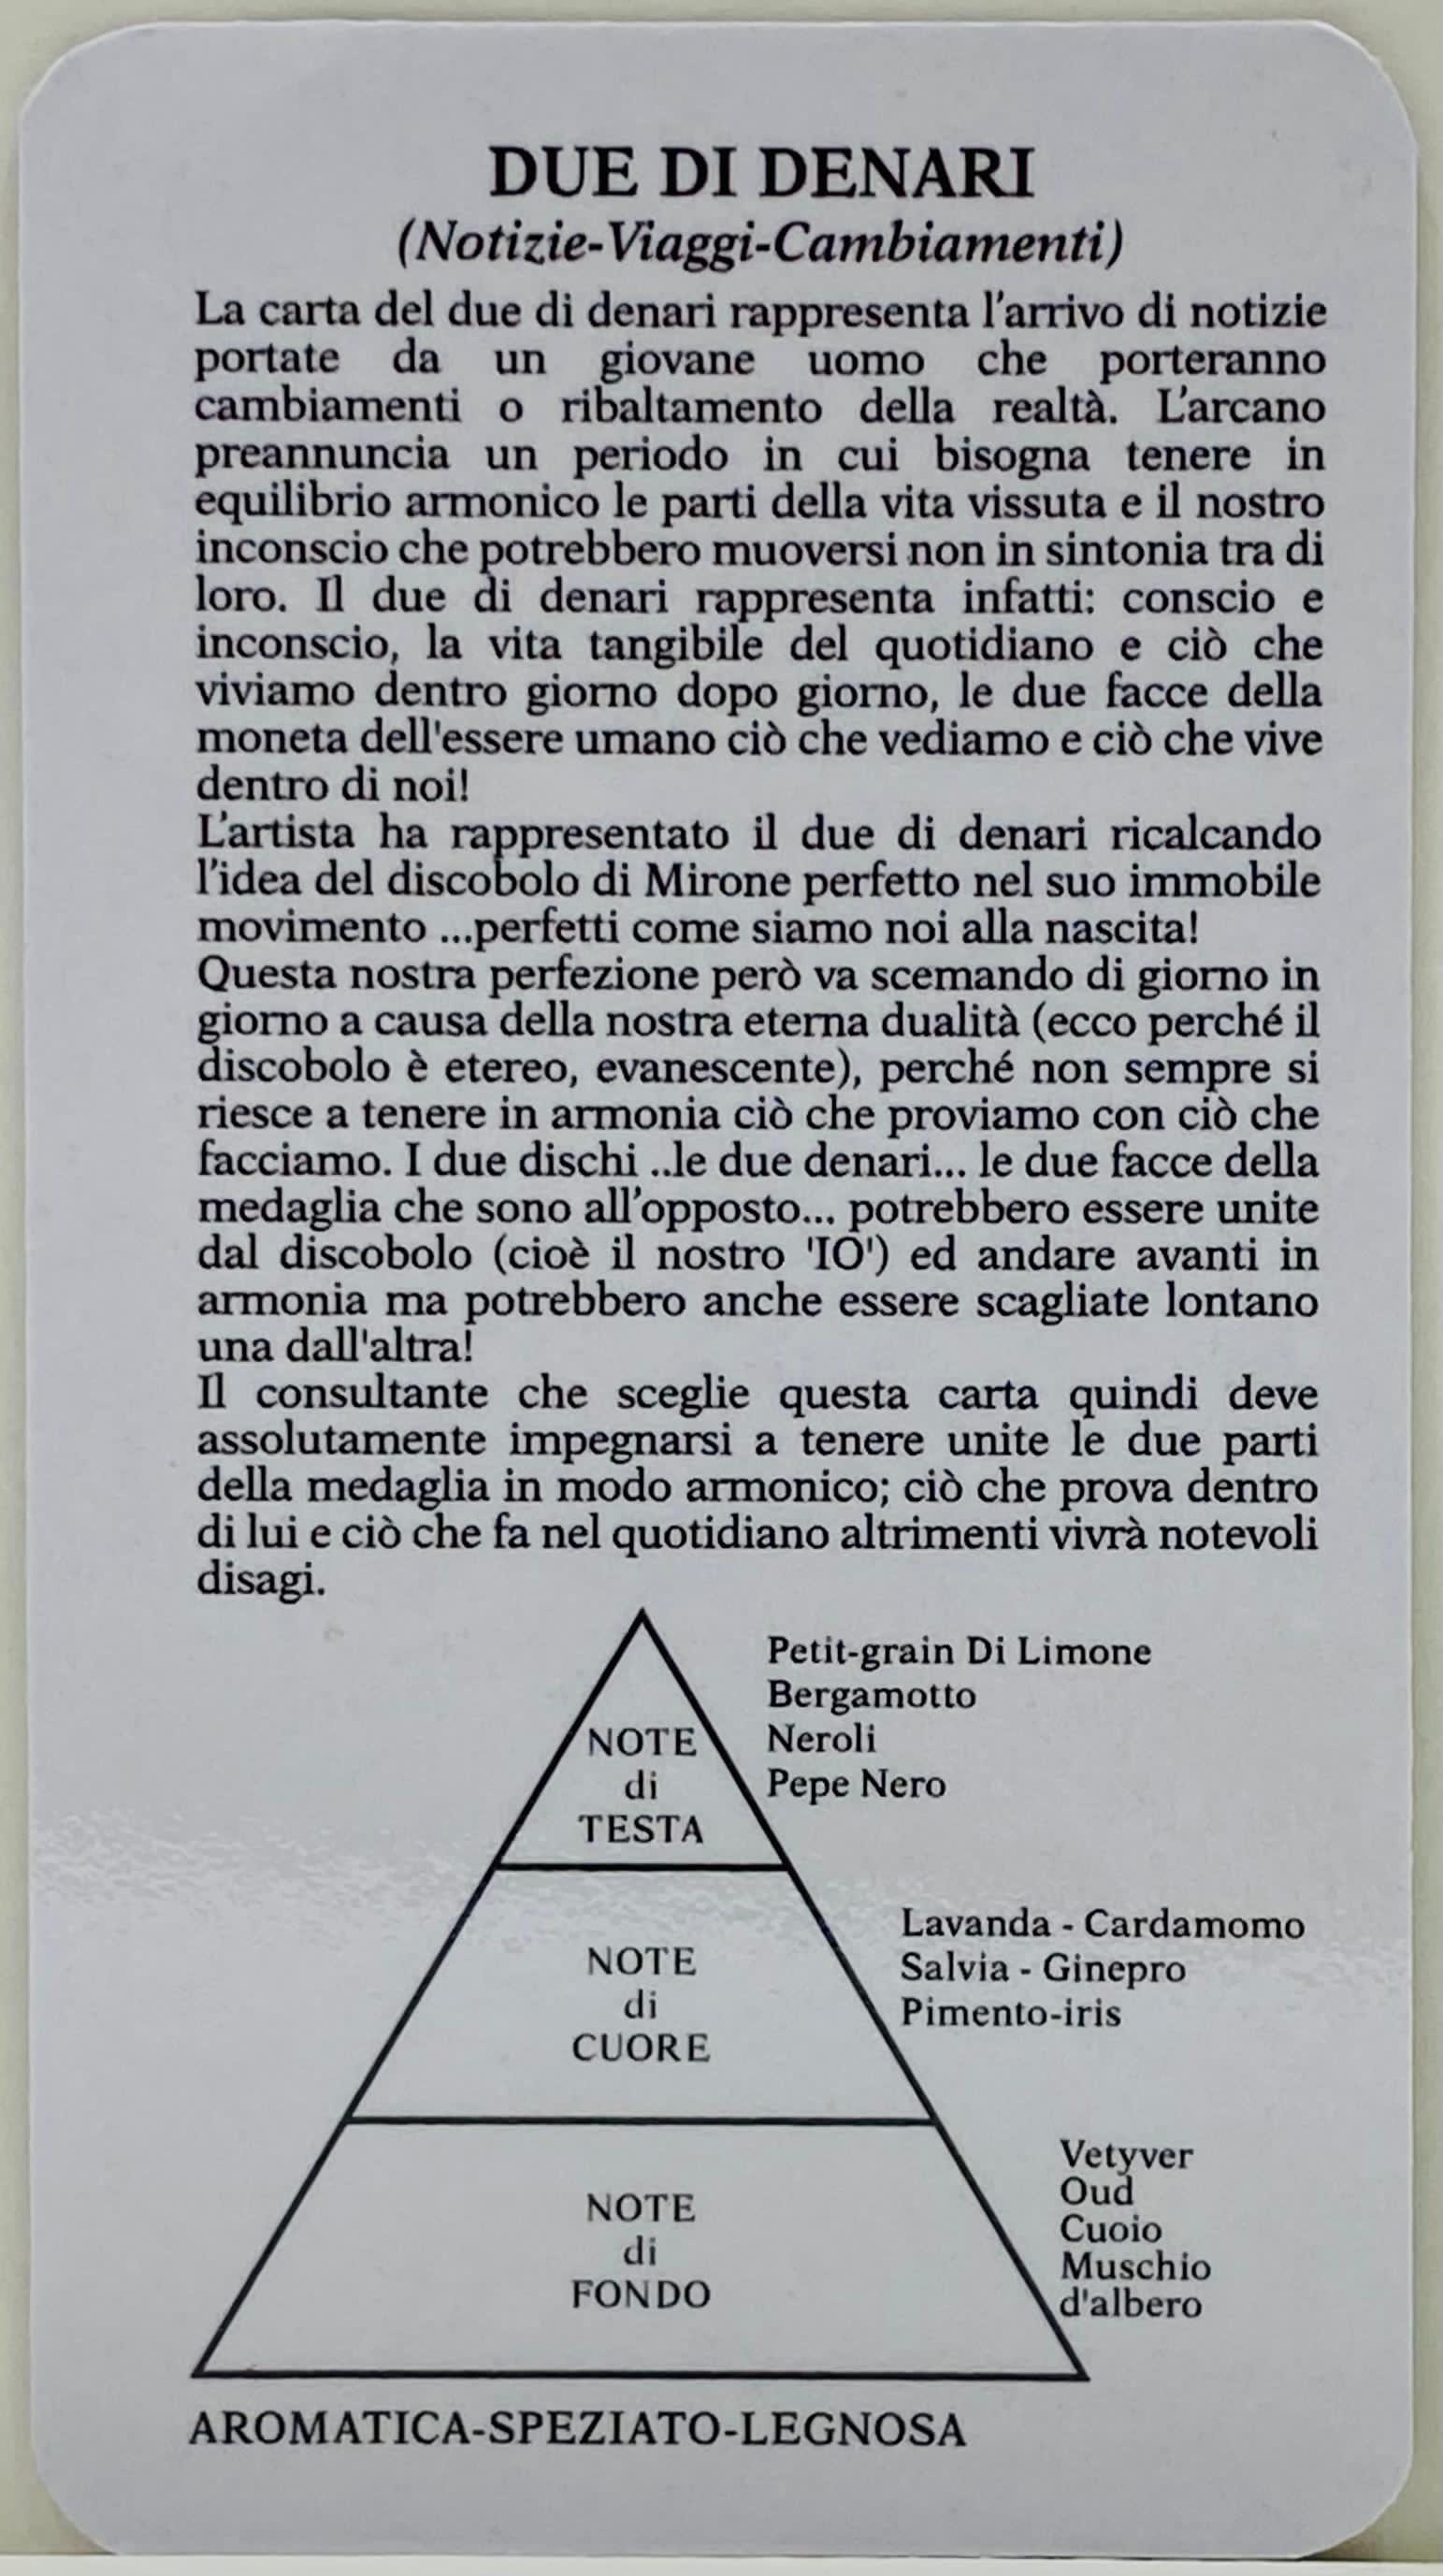 DUE DI DENARI
(Notizie-Viaggi-Cambiamenti)
La carta del due di denari rappresenta l'arrivo di notizie
portate da un giovane uomo che porteranno
cambiamenti o ribaltamento della realtà. L'arcano
preannuncia un periodo in cui bisogna tenere in
equilibrio armonico le parti della vita vissuta e il nostro
inconscio che potrebbero muoversi non in sintonia tra di
loro. Il due di denari rappresenta infatti: conscio e
inconscio, la vita tangibile del quotidiano e ciò che
viviamo dentro giorno dopo giorno, le due facce della
moneta dell'essere umano ciò che vediamo e ciò che vive
dentro di noi!
L'artista ha rappresentato il due di denari ricalcando
l'idea del discobolo di Mirone perfetto nel suo immobile
movimento ...perfetti come siamo noi alla nascita!
Questa nostra perfezione però va scemando di giorno in
giorno a causa della nostra eterna dualità (ecco perché il
discobolo è etereo, evanescente), perché non sempre si
riesce a tenere in armonia ciò che proviamo con ciò che
facciamo. I due dischi ..le due denari... le due facce della
medaglia che sono all'opposto... potrebbero essere unite
dal discobolo (cioè il nostro 'IO') ed andare avanti in
armonia ma potrebbero anche essere scagliate lontano
una dall'altra!
Il consultante che sceglie questa carta quindi deve
assolutamente impegnarsi a tenere unite le due parti
della medaglia in modo armonico; ciò che prova dentro
di lui e ciò che fa nel quotidiano altrimenti vivrà notevoli
disagi.
NOTE
di
TESTA
Petit-grain Di Limone
Bergamotto
Neroli
Pepe Nero
NOTE
di
CUORE
Lavanda - Cardamomo
Salvia - Ginepro
Pimento-iris
NOTE
di
FONDO
Vetyver
Oud
Cuoio
Muschio
d'albero
AROMATICA-SPEZIATO-LEGNOSA